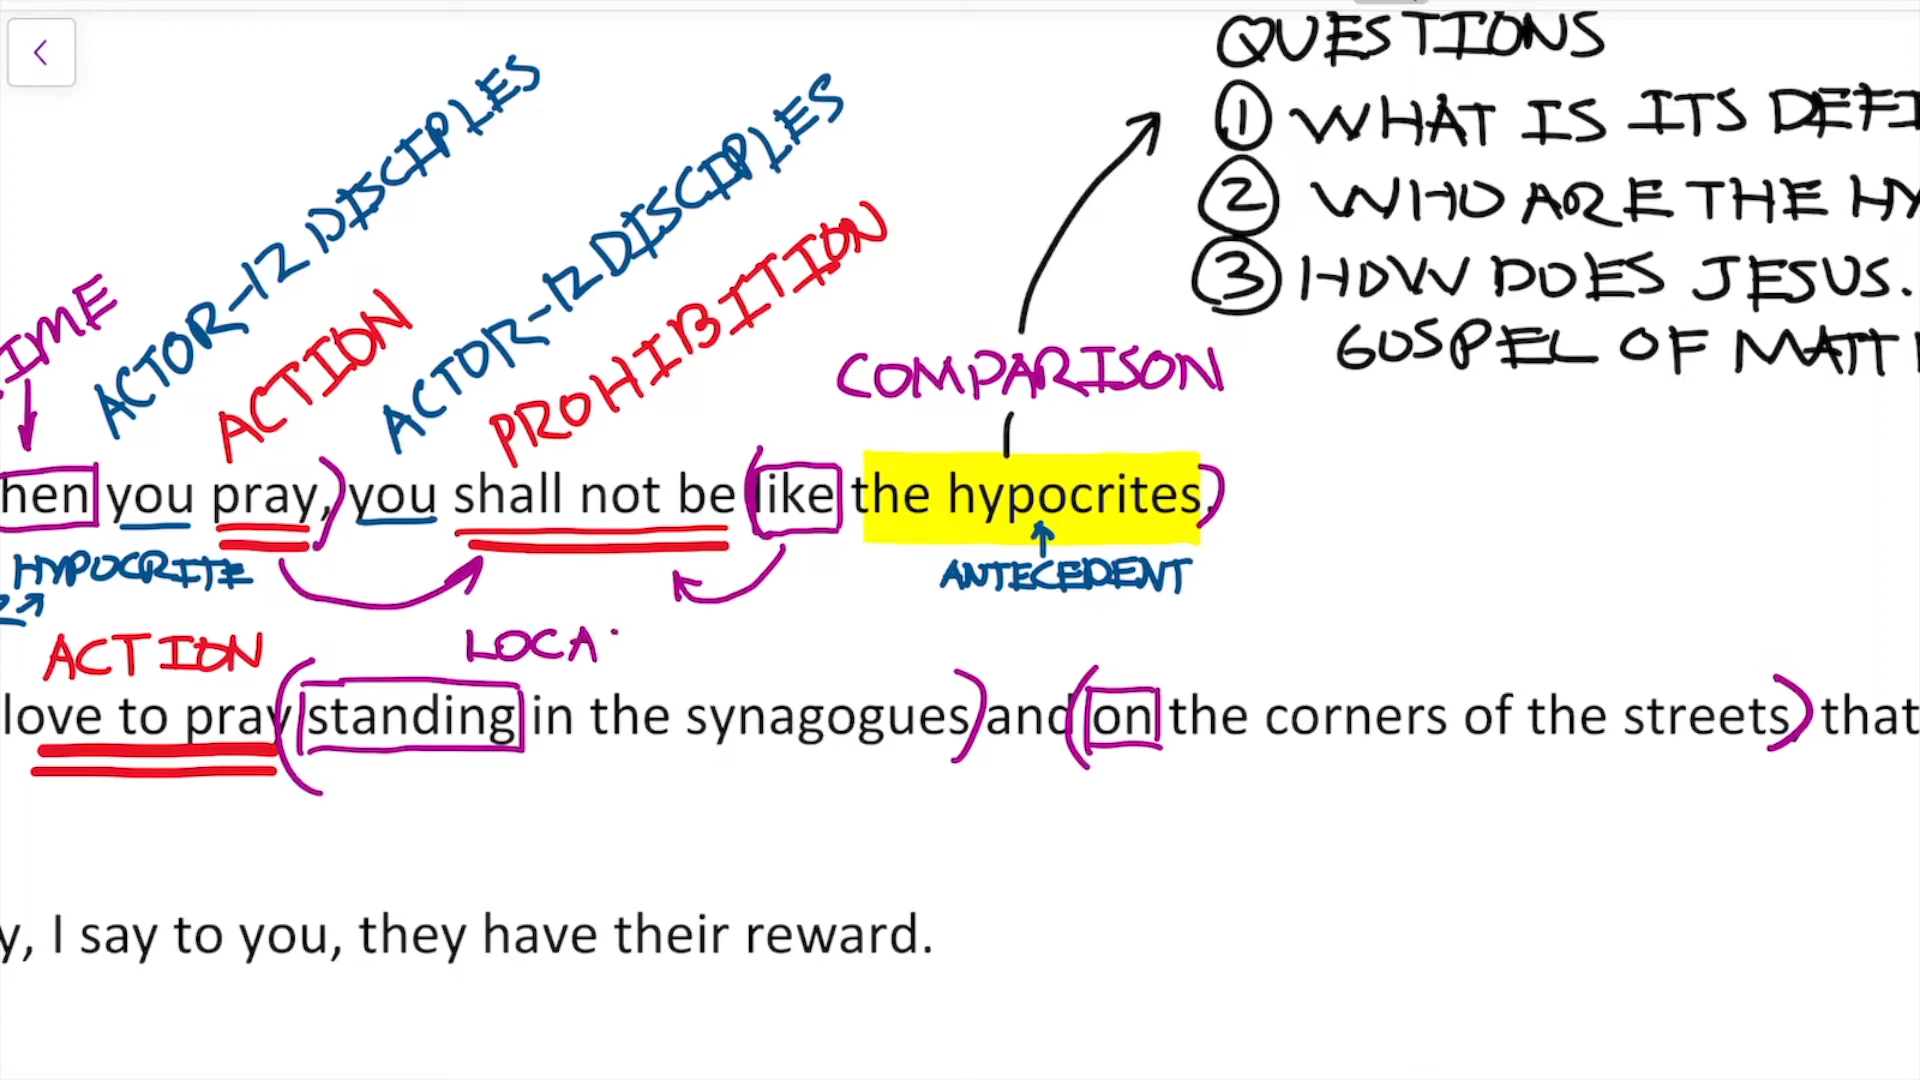 QUESTIONS
① WHAT IS ITS DEFI
② WHO ARE THE HY
③ HOW DOES JESUS.
GOSPEL OF MATT
IME
ACTOR-12 DISCIPLES
ACTION
ACTOR-12 DISCIPLES
PROHIBITION
COMPARISON
hen you pray, you shall not be like the hypocrites.
HYPOCRITE
ANTECEDENT
ACTION
LOCA
love to pray standing in the synagogues and on the corners of the streets that
y, I say to you, they have their reward.